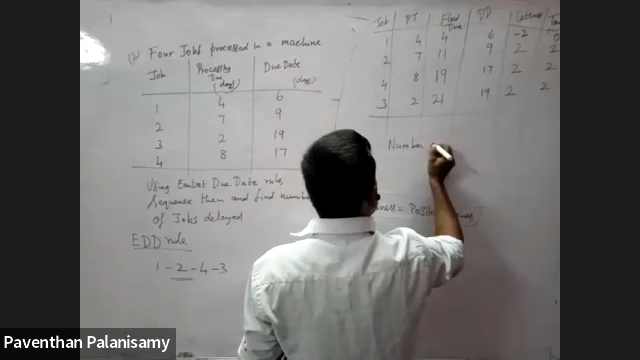 (P) Four Jobs processed in a machine
Job Processing Time (days) Due Date (days)
1 4 6
2 7 9
3 2 19
4 8 17
Using Earliest Due Date rule,
Sequence them and find number
of Jobs delayed
EDD rule
1 - 2 - 4 - 3
Job PT Flow Time DD Lateness
1 4 4 6 -2 0
2 7 11 9 2 2
4 8 19 17 2 2
3 2 21 19 2 2
Number
= Positive
Paventhan Palanisamy